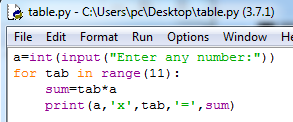 table.py - C:\Users\pc\Desktop\table.py (3.7.1)
File Edit Format Run Options Window He
a=int(input("Enter any number:"))
for tab in range(11):
    sum=tab*a
    print(a,'x',tab,'=',sum)